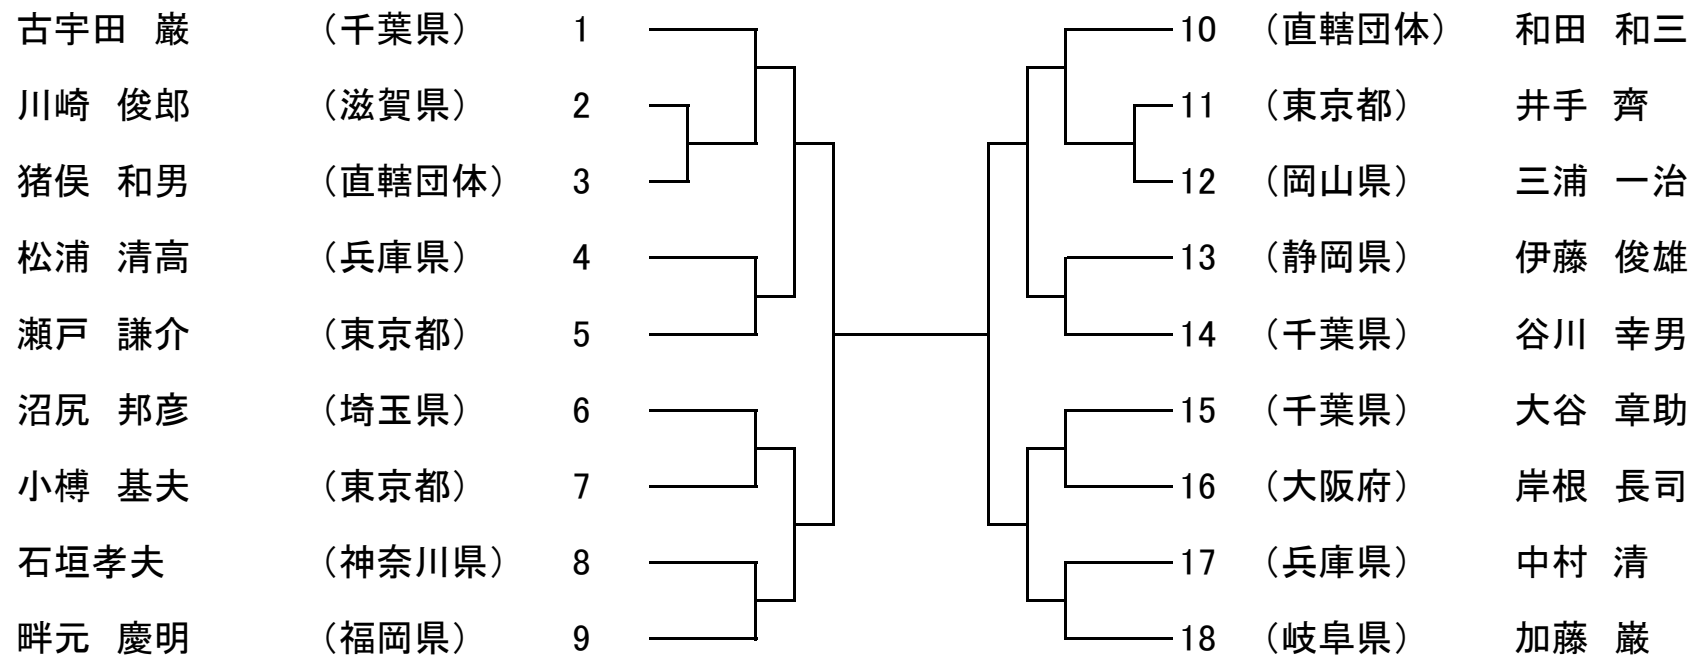 古宇田　巌　（千葉県）　1
川崎　俊郎　（滋賀県）　2
猪俣　和男　（直轄団体）　3
松浦　清高　（兵庫県）　4
瀬戸　謙介　（東京都）　5
沼尻　邦彦　（埼玉県）　6
小榑　基夫　（東京都）　7
石垣孝夫　（神奈川県）　8
畔元　慶明　（福岡県）　9
10　（直轄団体）　和田　和三
11　（東京都）　井手　齊
12　（岡山県）　三浦　一治
13　（静岡県）　伊藤　俊雄
14　（千葉県）　谷川　幸男
15　（千葉県）　大谷　章助
16　（大阪府）　岸根　長司
17　（兵庫県）　中村　清
18　（岐阜県）　加藤　巌